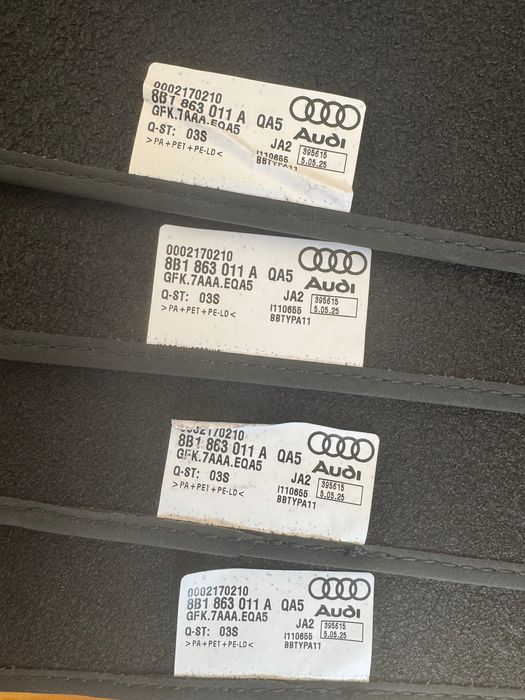 0002170210
8B1 863 011 A QA5
GFK.7AAA.EQA5 Audi
Q-ST: 03S JA2 395615
>PA+PET+PE-LD< I110655 5.05.25
BBTYPA11
0002170210
8B1 863 011 A QA5
GFK.7AAA.EQA5 Audi
Q-ST: 03S JA2 395615
>PA+PET+PE-LD< I110655 5.05.25
BBTYPA11
0002170210
8B1 863 011 A QA5
GFK.7AAA.EQA5 Audi
Q-ST: 03S JA2 395615
>PA+PET+PE-LD< I110655 5.05.25
BBTYPA11
0002170210
8B1 863 011 A QA5
GFK.7AAA.EQA5 Audi
Q-ST: 03S JA2 395615
>PA+PET+PE-LD< I110655 5.05.25
BBTYPA11